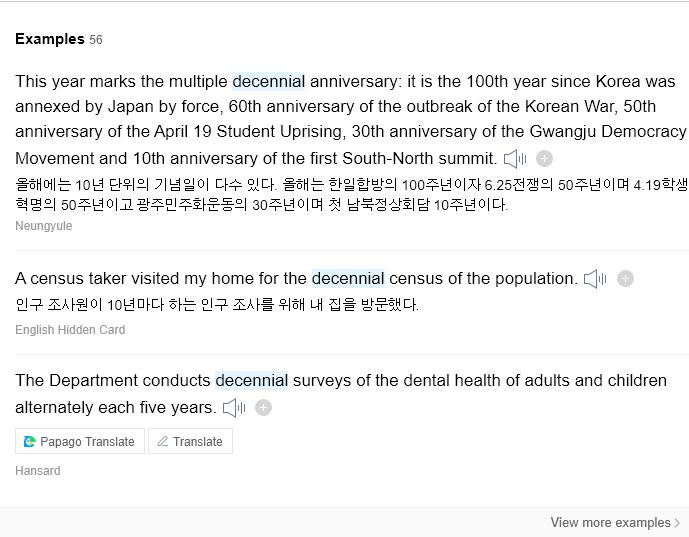 Examples 56
This year marks the multiple decennial anniversary: it is the 100th year since Korea was
annexed by Japan by force, 60th anniversary of the outbreak of the Korean War, 50th
anniversary of the April 19 Student Uprising, 30th anniversary of the Gwangju Democracy
Movement and 10th anniversary of the first South-North summit.
올해에는 10년 단위의 기념일이 다수 있다. 올해는 한일합방의 100주년이자 6.25전쟁의 50주년이며 4.19학생
혁명의 50주년이고 광주민주화운동의 30주년이며 첫 남북정상회담 10주년이다.
Neungyule
A census taker visited my home for the decennial census of the population.
인구 조사원이 10년마다 하는 인구 조사를 위해 내 집을 방문했다.
English Hidden Card
The Department conducts decennial surveys of the dental health of adults and children
alternately each five years.
Papago Translate Translate
Hansard
View more examples